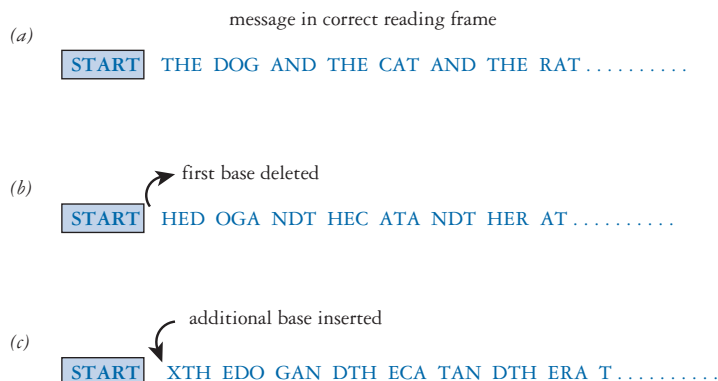 message in correct reading frame
(a)
START THE DOG AND THE CAT AND THE RAT . . . . . . . . . .
first base deleted
(b)
START HED OGA NDT HEC ATA NDT HER AT . . . . . . . . . .
additional base inserted
(c)
START XTH EDO GAN DTH ECA TAN DTH ERA T . . . . . . . . . .